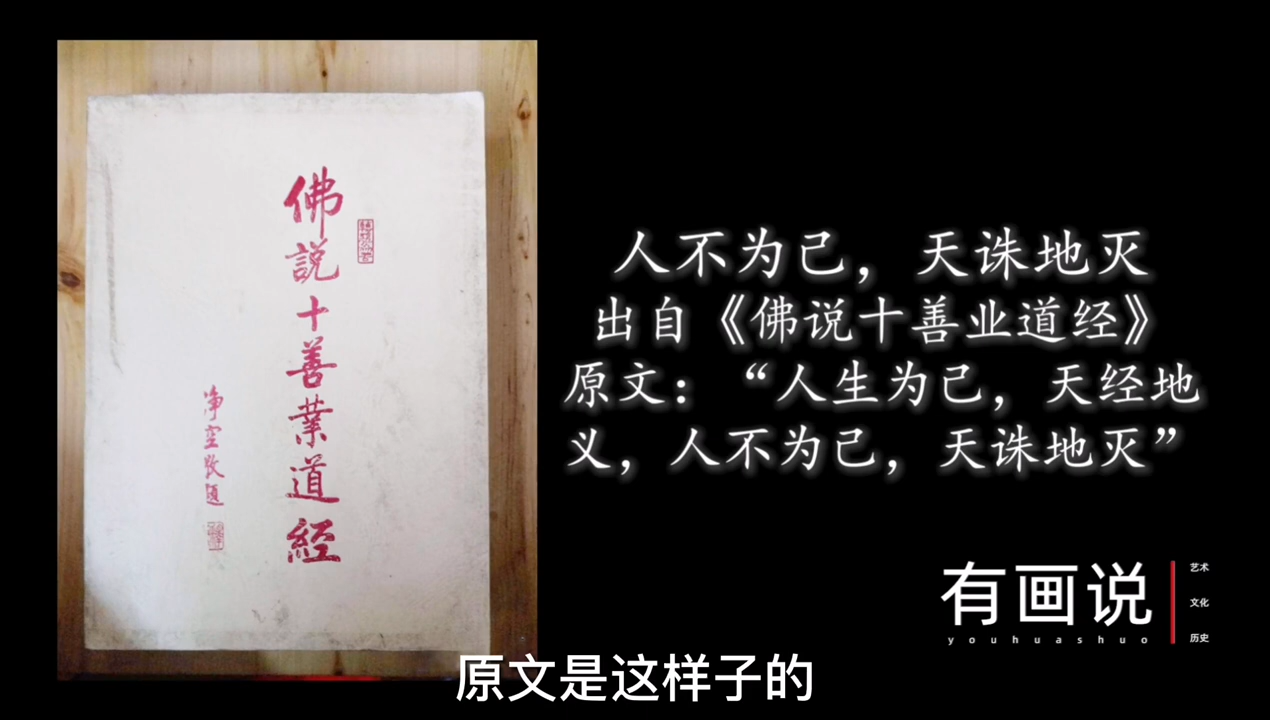 佛説十善業道經
净空敬題
人不为己，天诛地灭
出自《佛说十善业道经》
原文：“人生为己，天经地
义，人不为己，天诛地灭”
有画说
youhuashuo
艺术
文化
历史
原文是这样子的